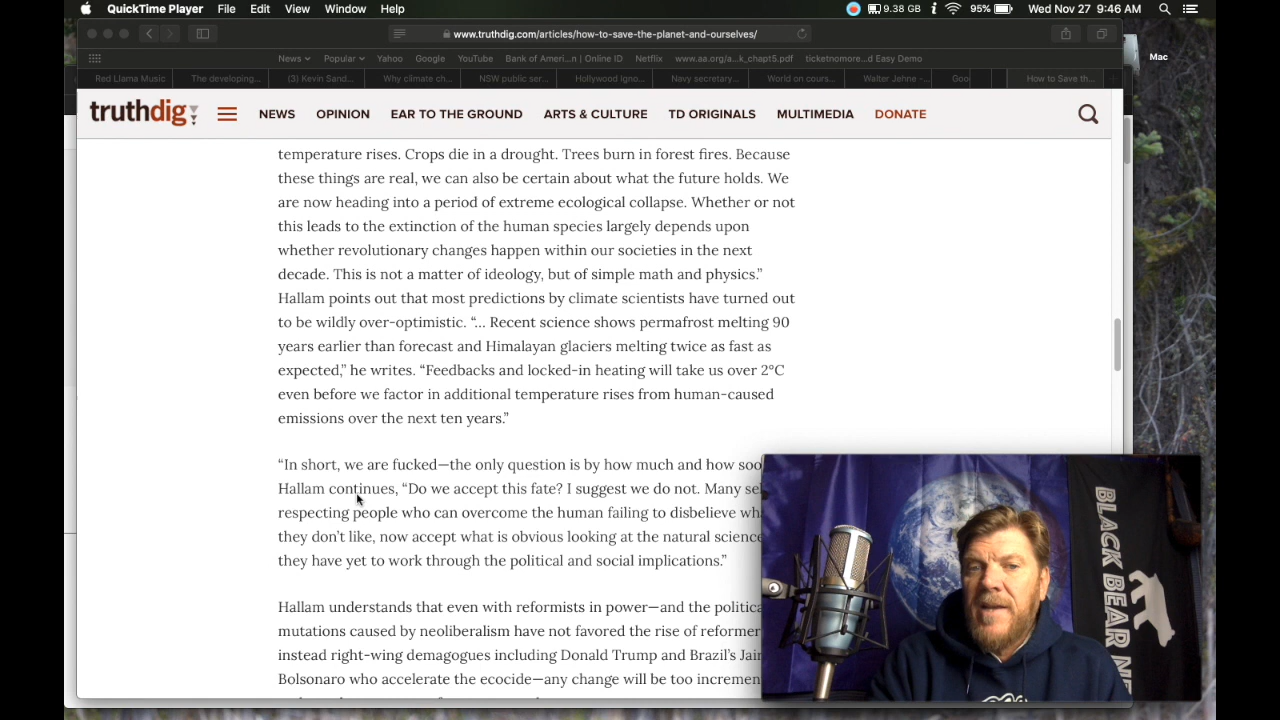 QuickTime Player File Edit View Window Help 9.38 GB 95% Wed Nov 27 9:46 AM
www.truthdig.com/articles/how-to-save-the-planet-and-ourselves/
Mac
News Popular Yahoo Google YouTube Bank of Ameri...n | Online ID Netflix www.aa.org/a...k_chapt5.pdf ticketnomore...d Easy Demo
Red Llama Music The developing... (3) Kevin Sand... Why climate ch... NSW public ser... Hollywood Igno... Navy secretary... World on cours... Walter Jehne –... Goo How to Save th...
truthdig NEWS OPINION EAR TO THE GROUND ARTS & CULTURE TD ORIGINALS MULTIMEDIA DONATE
temperature rises. Crops die in a drought. Trees burn in forest fires. Because
these things are real, we can also be certain about what the future holds. We
are now heading into a period of extreme ecological collapse. Whether or not
this leads to the extinction of the human species largely depends upon
whether revolutionary changes happen within our societies in the next
decade. This is not a matter of ideology, but of simple math and physics.”
Hallam points out that most predictions by climate scientists have turned out
to be wildly over-optimistic. “… Recent science shows permafrost melting 90
years earlier than forecast and Himalayan glaciers melting twice as fast as
expected,” he writes. “Feedbacks and locked-in heating will take us over 2°C
even before we factor in additional temperature rises from human-caused
emissions over the next ten years.”
“In short, we are fucked—the only question is by how much and how soo
Hallam continues, “Do we accept this fate? I suggest we do not. Many sel
respecting people who can overcome the human failing to disbelieve wha
they don’t like, now accept what is obvious looking at the natural science
they have yet to work through the political and social implications.”
Hallam understands that even with reformists in power—and the politica
mutations caused by neoliberalism have not favored the rise of reformer
instead right-wing demagogues including Donald Trump and Brazil’s Jair
Bolsonaro who accelerate the ecocide—any change will be too incremen
BLACK BEAR NE